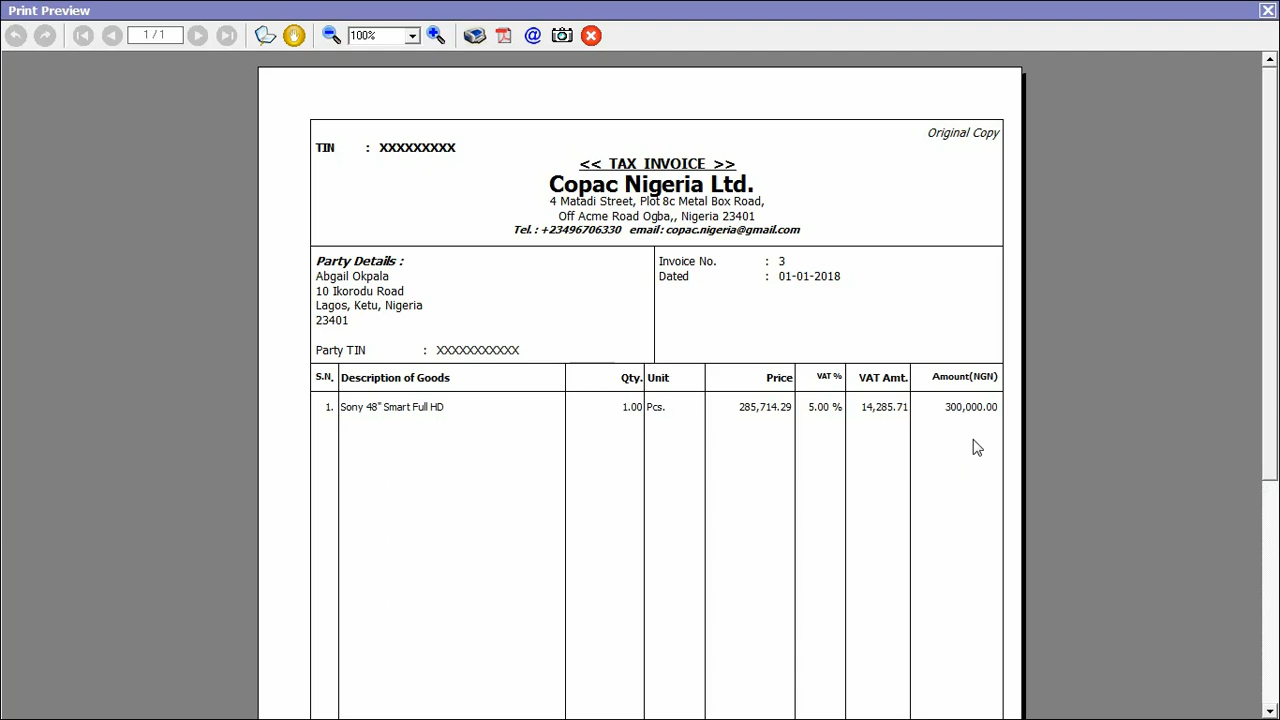 Print Preview
1 / 1
100%
Original Copy
TIN : XXXXXXXXX
<< TAX INVOICE >>
Copac Nigeria Ltd.
4 Matadi Street, Plot 8c Metal Box Road,
Off Acme Road Ogba,, Nigeria 23401
Tel. : +23496706330 email : copac.nigeria@gmail.com
Party Details :
Abgail Okpala
10 Ikorodu Road
Lagos, Ketu, Nigeria
23401
Party TIN : XXXXXXXXXXX
Invoice No. : 3
Dated : 01-01-2018
S.N. Description of Goods Qty. Unit Price VAT % VAT Amt. Amount(NGN)
1. Sony 48" Smart Full HD 1.00 Pcs. 285,714.29 5.00 % 14,285.71 300,000.00